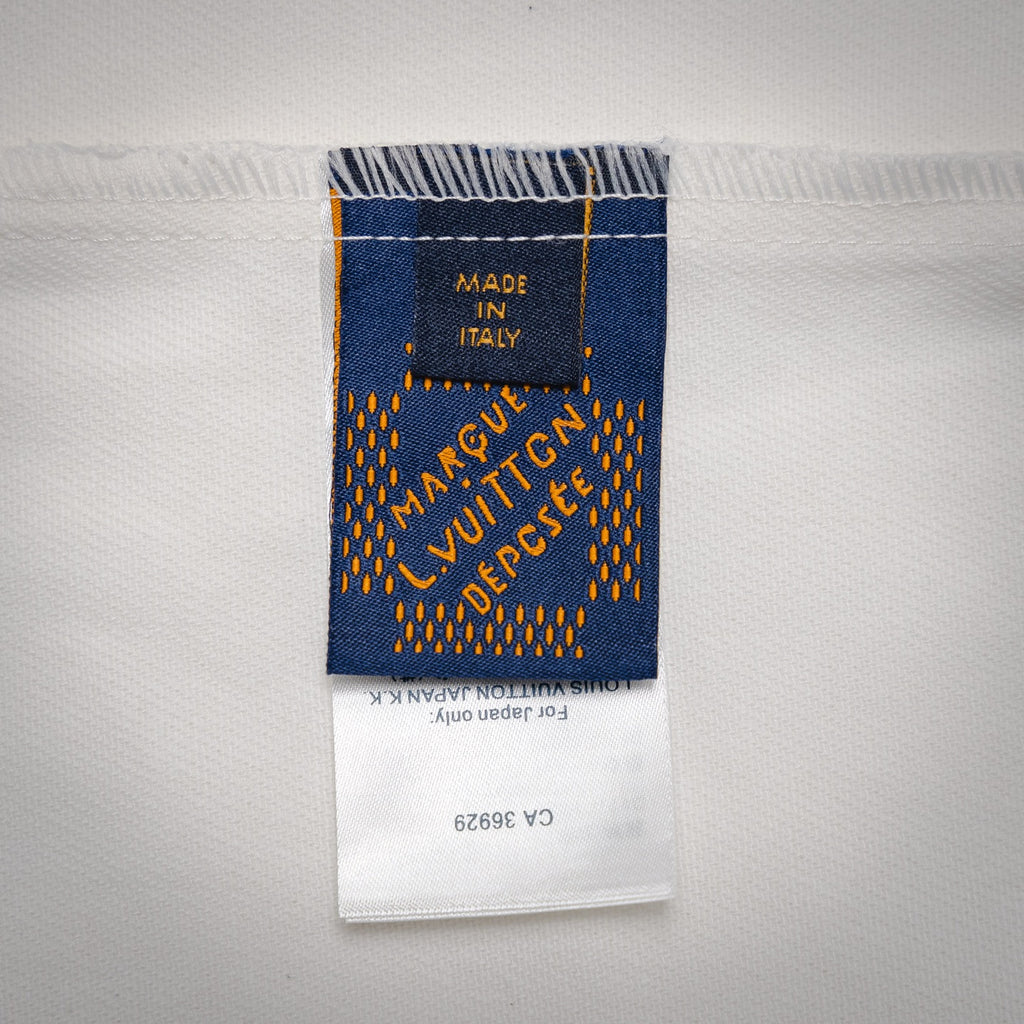 MADE
IN
ITALY
MARQUE
L.VUITTON
DÉPOSÉE
LOUIS VUITTON JAPAN K.K
For Japan only:
CA 36929